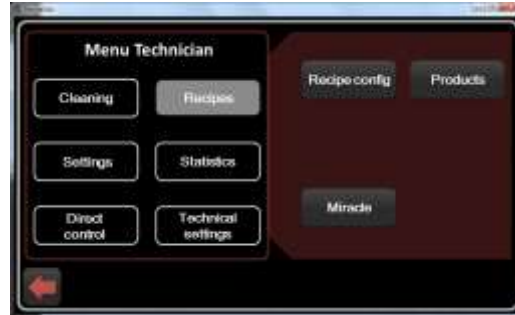 Menu Technician
Cleaning
Recipes
Settings
Statistics
Direct
control
Technical
settings
Recipe config
Products
Miracle